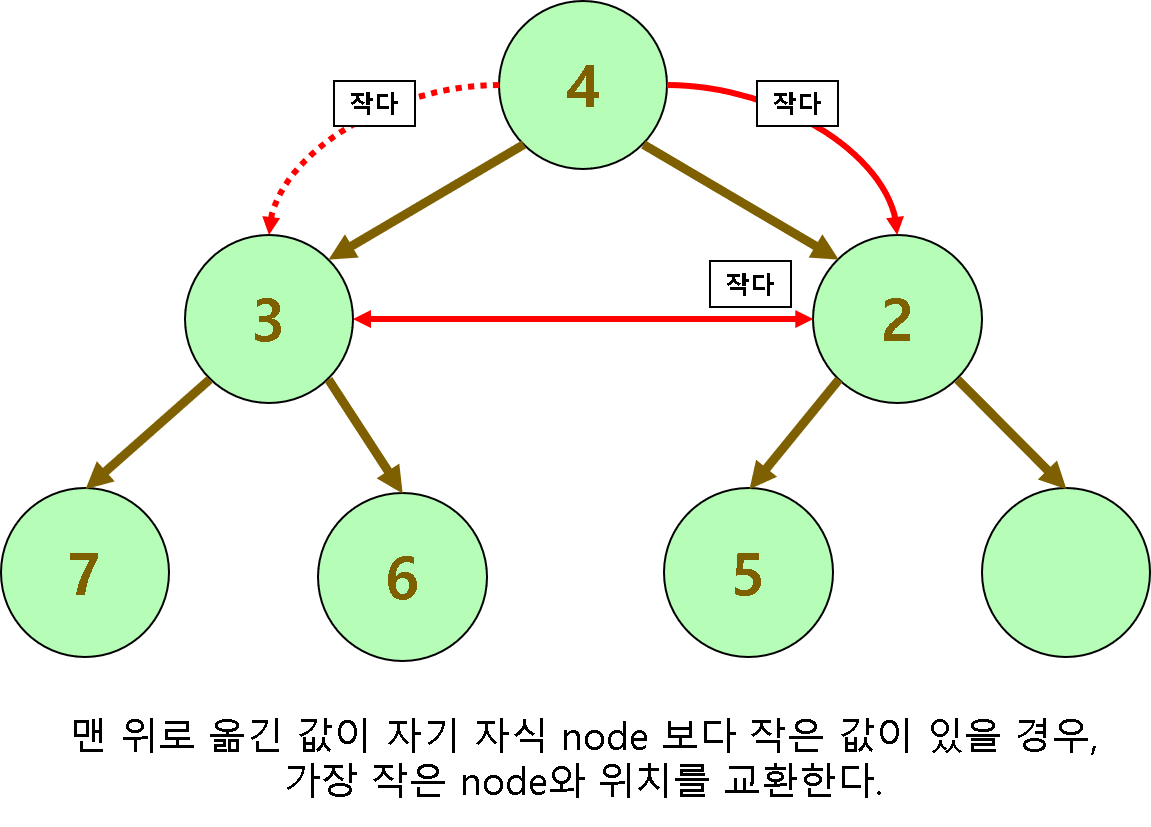 4
작다
작다
작다
3
2
7
6
5
맨 위로 옮긴 값이 자기 자식 node 보다 작은 값이 있을 경우,
가장 작은 node와 위치를 교환한다.